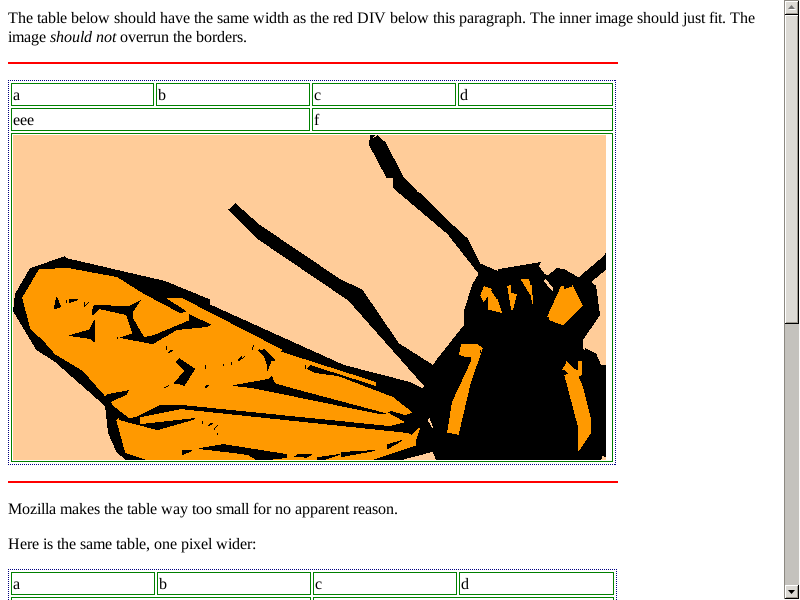 The table below should have the same width as the red DIV below this paragraph. The inner image should just fit. The
image should not overrun the borders.
a b c d
eee f
Mozilla makes the table way too small for no apparent reason.
Here is the same table, one pixel wider:
a b c d